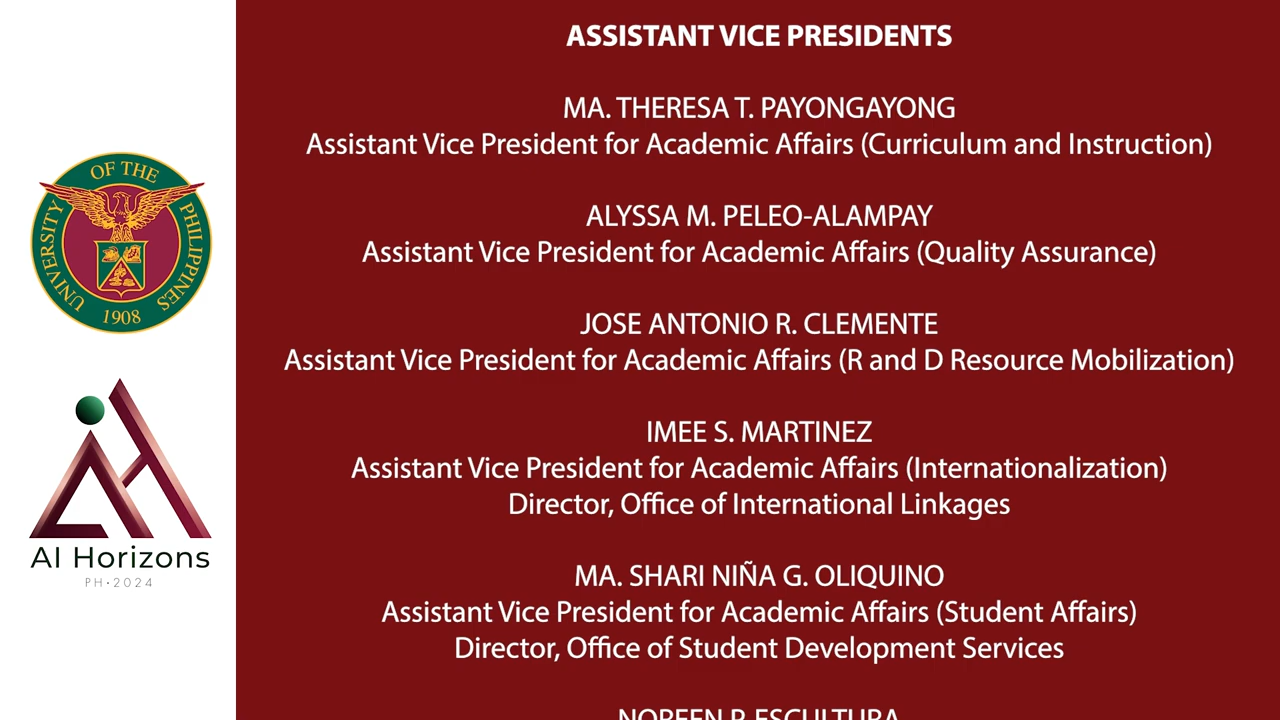 ASSISTANT VICE PRESIDENTS
MA. THERESA T. PAYONGAYONG
Assistant Vice President for Academic Affairs (Curriculum and Instruction)
ALYSSA M. PELEO-ALAMPAY
Assistant Vice President for Academic Affairs (Quality Assurance)
JOSE ANTONIO R. CLEMENTE
Assistant Vice President for Academic Affairs (R and D Resource Mobilization)
IMEE S. MARTINEZ
Assistant Vice President for Academic Affairs (Internationalization)
Director, Office of International Linkages
MA. SHARI NIÑA G. OLIQUINO
Assistant Vice President for Academic Affairs (Student Affairs)
Director, Office of Student Development Services
NOREEN P. ESCULTURA
UNIVERSITY OF THE PHILIPPINES
1908
AI Horizons
PH•2024